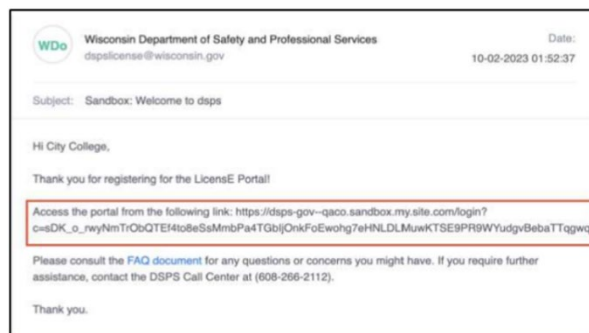 WDo
Wisconsin Department of Safety and Professional Services
dspslicense@wisconsin.gov
Date:
10-02-2023 01:52:37
Subject: Sandbox: Welcome to dsps
Hi City College,
Thank you for registering for the LicensE Portal!
Access the portal from the following link: https://dsps-gov--qaco.sandbox.my.site.com/login?
c=sDK_o_rwyNmTrObQTEf4to8eSsMmbPa4TGbIjOnkFoEwohg7eHNLDLMuwKTSE9PR9WYudgvBebaTTqgwq
Please consult the FAQ document for any questions or concerns you might have. If you require further
assistance, contact the DSPS Call Center at (608-266-2112).
Thank you.